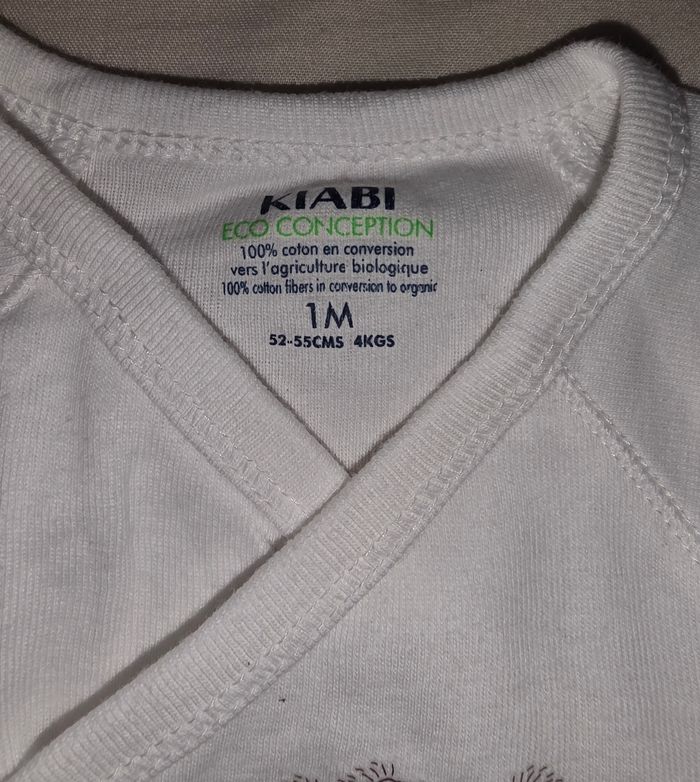 KIABI
ECO CONCEPTION
100% coton en conversion
vers l'agriculture biologique
100% cotton fibers in conversion to organic
1M
52-55CMS 4KGS